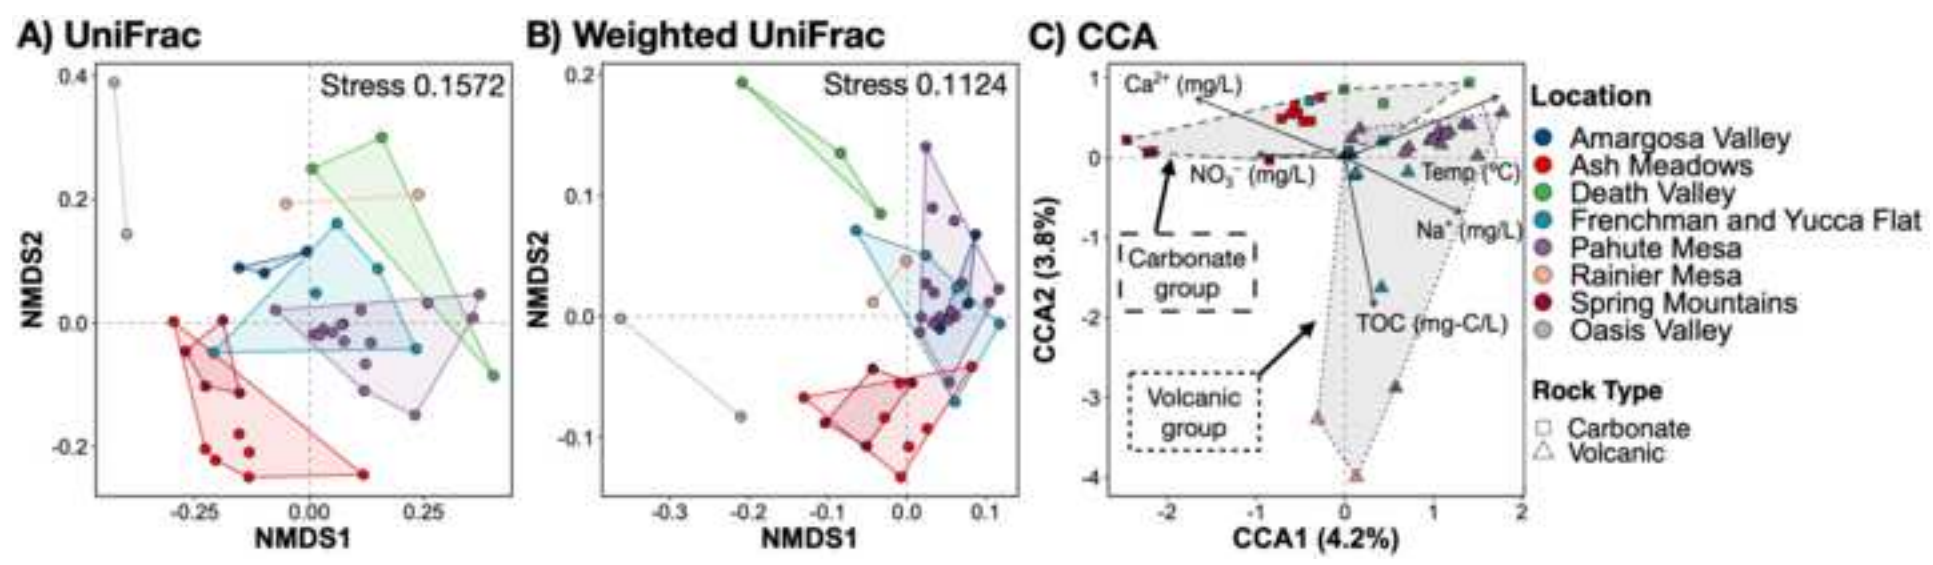 A) UniFrac
Stress 0.1572
0.4
0.2
0.0
-0.2
NMDS2
-0.25
0.00
0.25
NMDS1
B) Weighted UniFrac
Stress 0.1124
0.2
0.1
0.0
-0.1
NMDS2
-0.3
-0.2
-0.1
0.0
0.1
NMDS1
C) CCA
1
0
-1
-2
-3
-4
CCA2 (3.8%)
Ca²⁺ (mg/L)
NO₃⁻ (mg/L)
Temp (°C)
Na⁺ (mg/L)
TOC (mg-C/L)
Carbonate
group
Volcanic
group
-2
-1
0
1
2
CCA1 (4.2%)
Location
Amargosa Valley
Ash Meadows
Death Valley
Frenchman and Yucca Flat
Pahute Mesa
Rainier Mesa
Spring Mountains
Oasis Valley
Rock Type
Carbonate
Volcanic